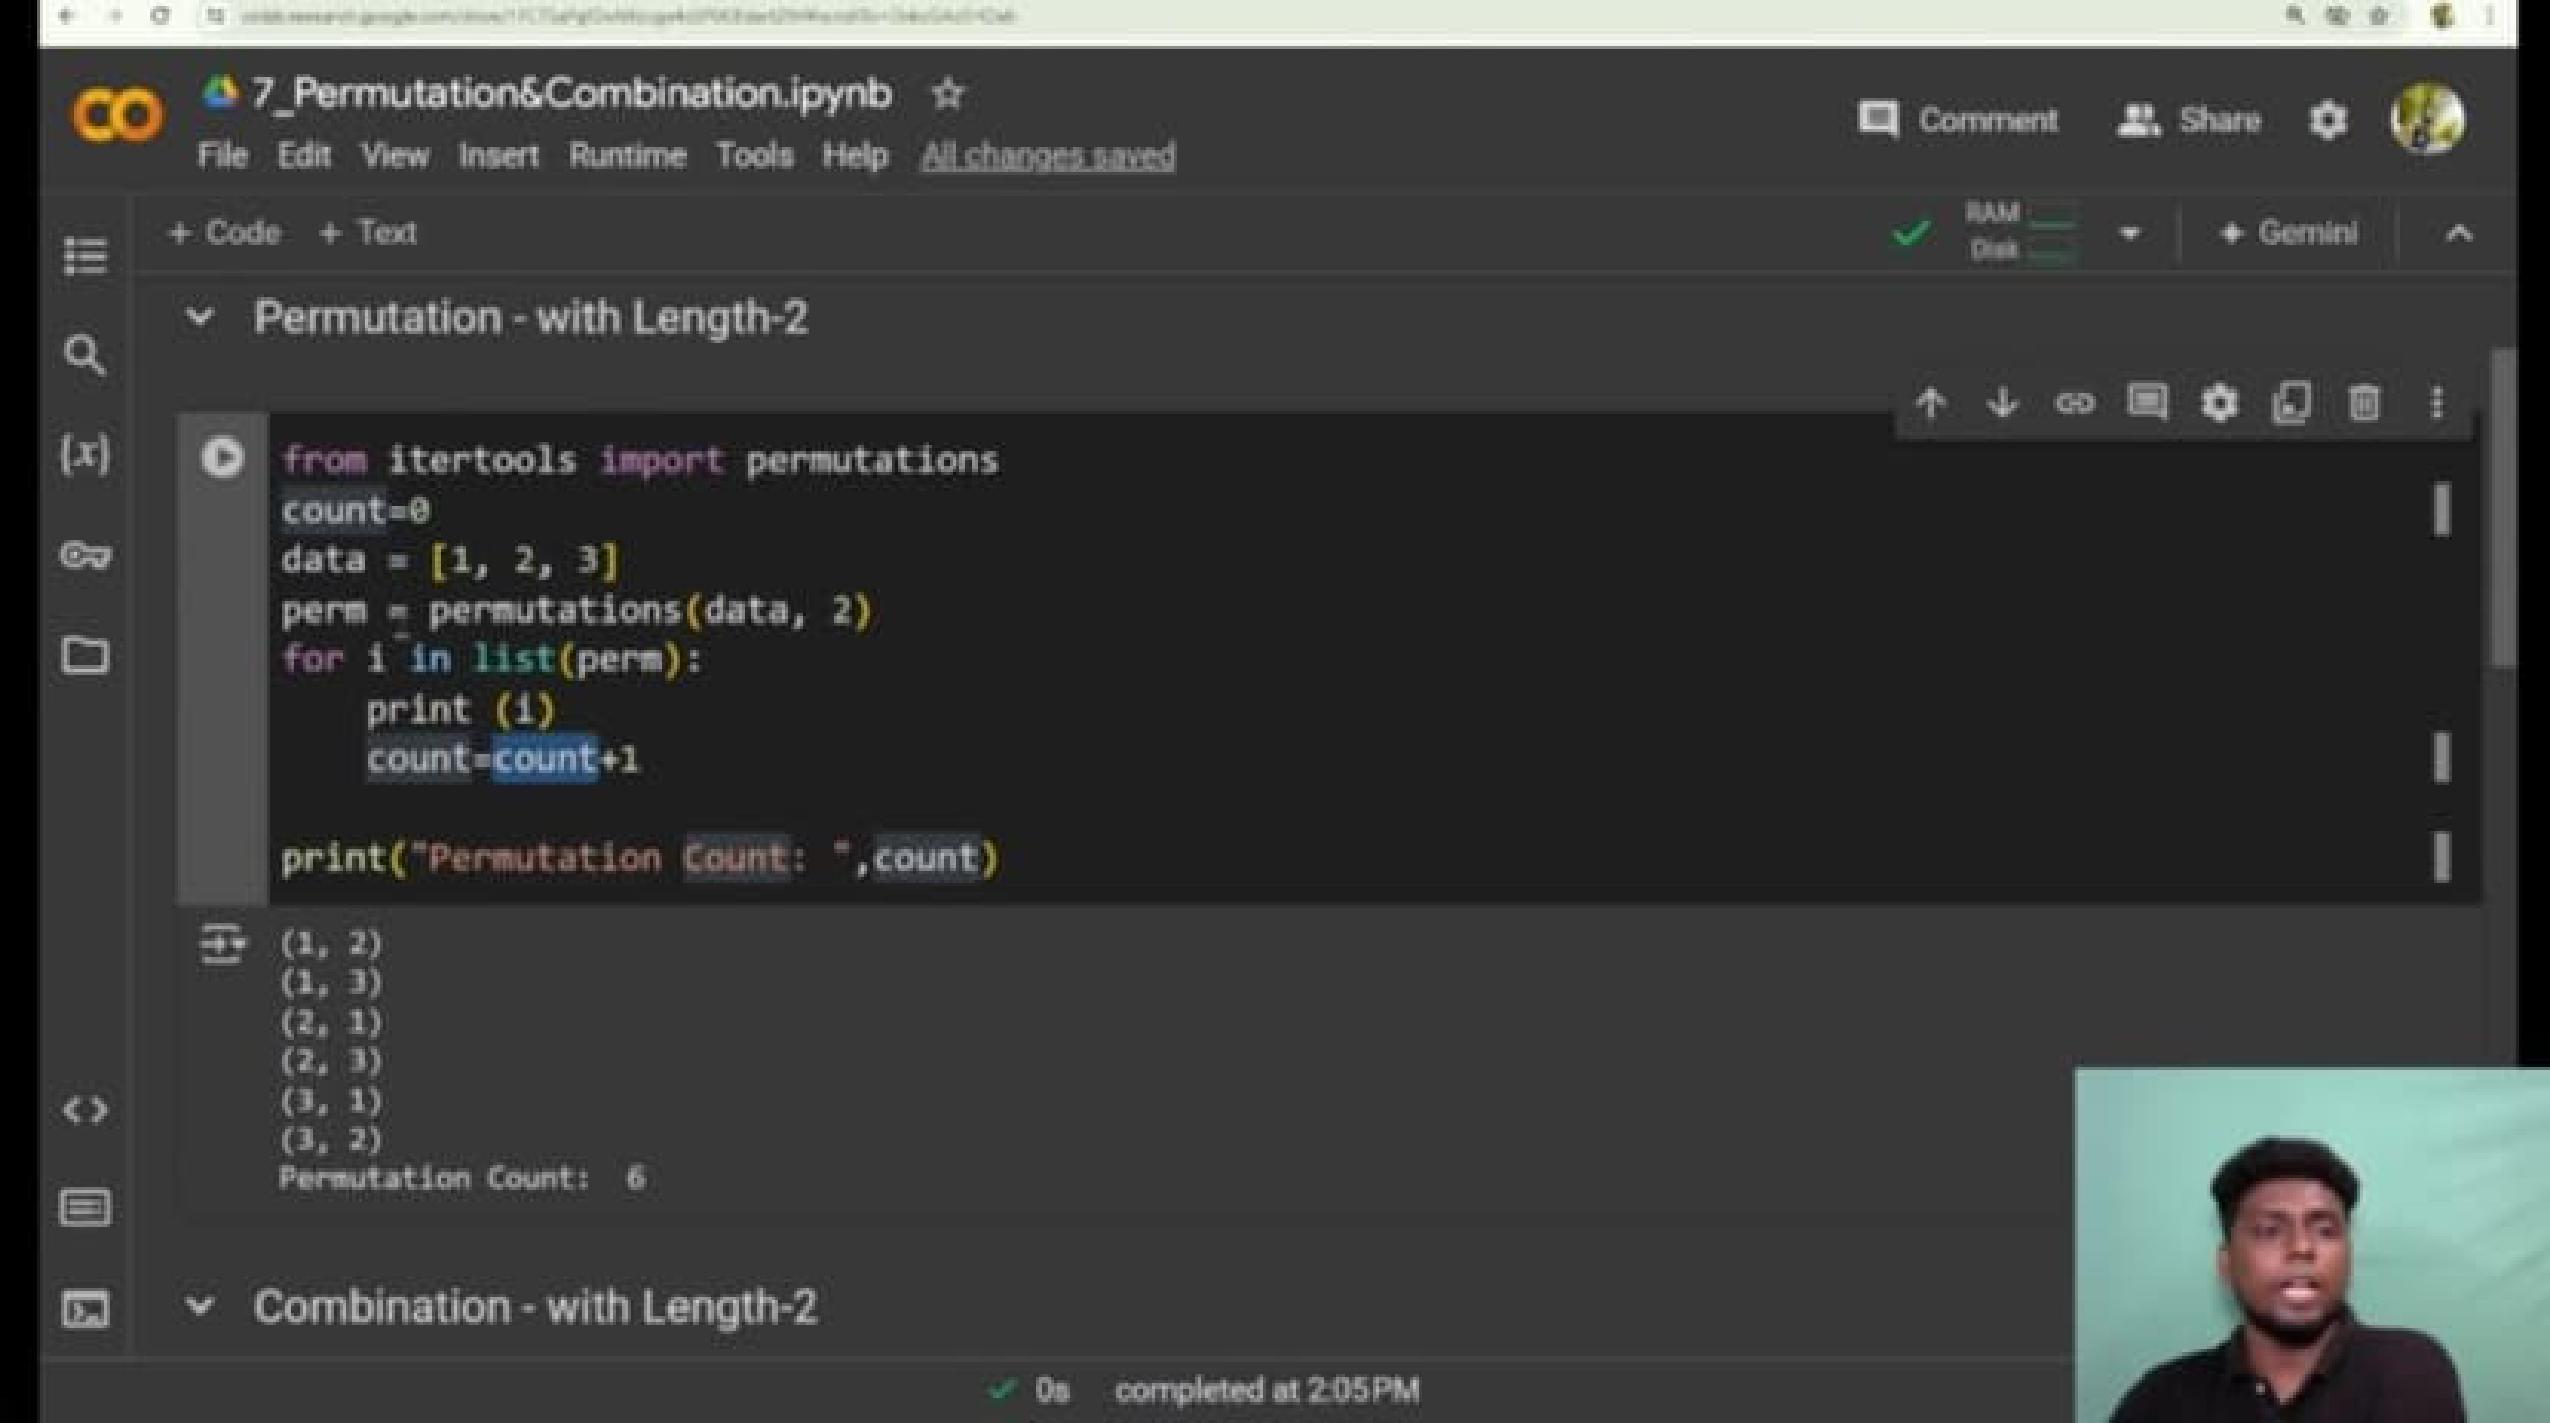 7_Permutation&Combination.ipynb
File Edit View Insert Runtime Tools Help All changes saved
Comment Share
+ Code + Text
RAM
Disk
Gemini
Permutation - with Length-2
from itertools import permutations
count=0
data = [1, 2, 3]
perm = permutations(data, 2)
for i in list(perm):
print (i)
count=count+1
print("Permutation Count: ",count)
(1, 2)
(1, 3)
(2, 1)
(2, 3)
(3, 1)
(3, 2)
Permutation Count: 6
Combination - with Length-2
0s completed at 2:05 PM